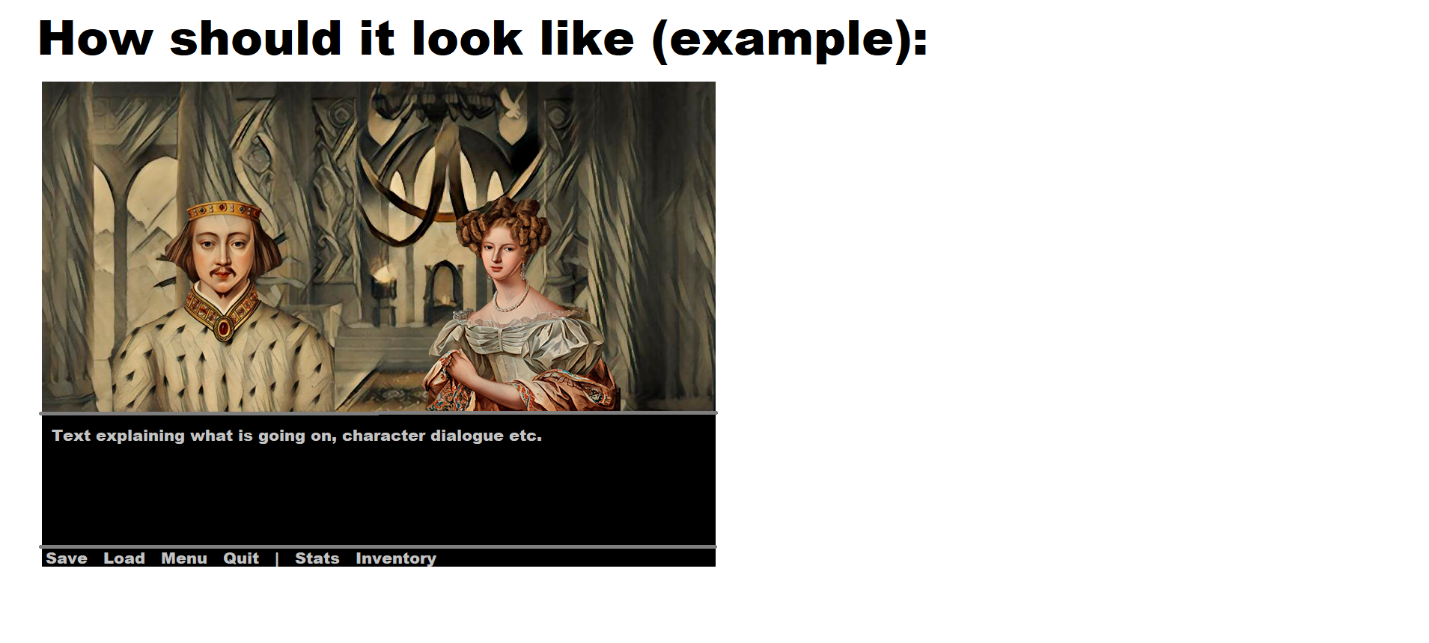 How should it look like (example):
Text explaining what is going on, character dialogue etc.
Save Load Menu Quit | Stats Inventory